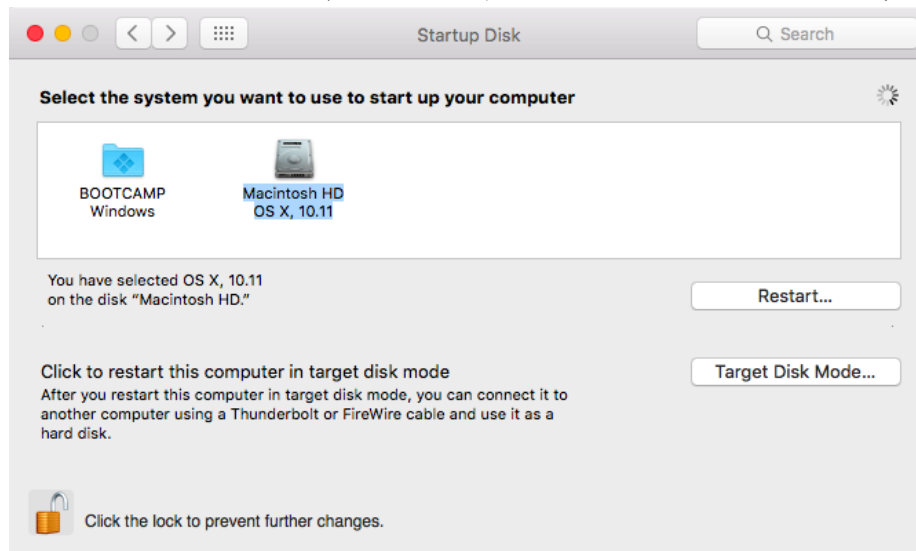 Startup Disk
Search
Select the system you want to use to start up your computer
BOOTCAMP
Windows
Macintosh HD
OS X, 10.11
You have selected OS X, 10.11
on the disk “Macintosh HD.”
Restart...
Click to restart this computer in target disk mode
After you restart this computer in target disk mode, you can connect it to
another computer using a Thunderbolt or FireWire cable and use it as a
hard disk.
Target Disk Mode...
Click the lock to prevent further changes.